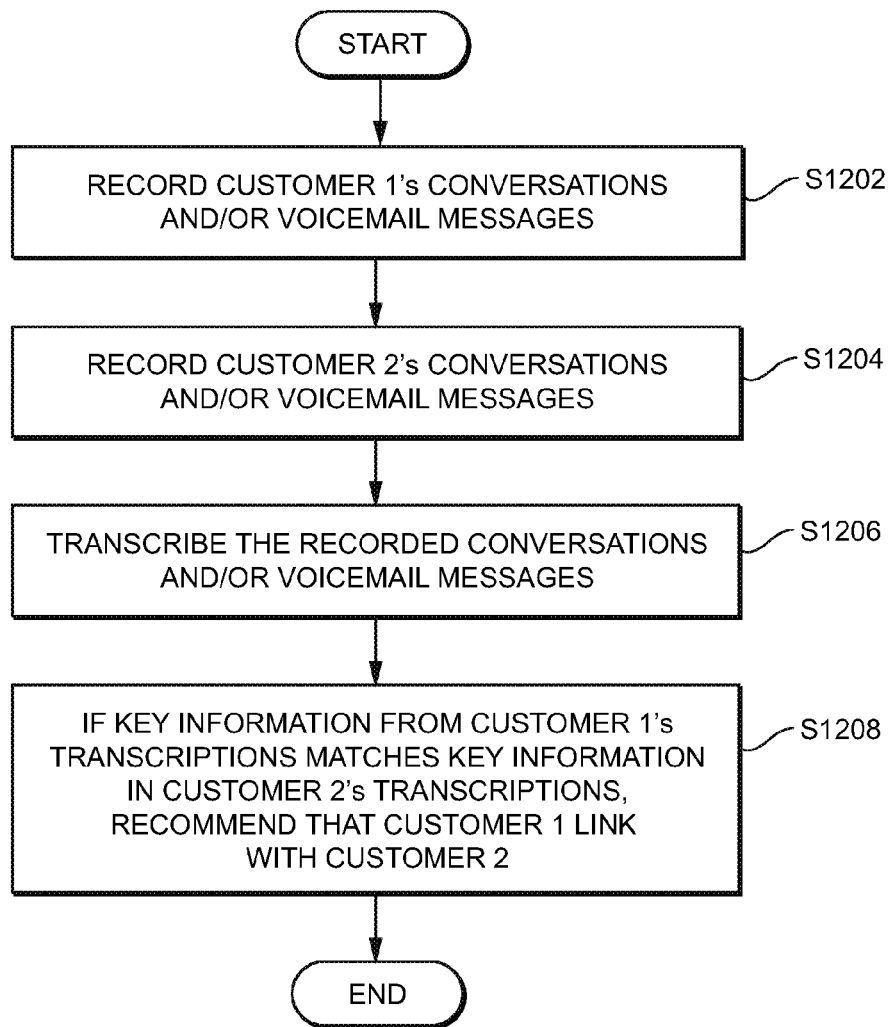 START
RECORD CUSTOMER 1's CONVERSATIONS
AND/OR VOICEMAIL MESSAGES
S1202
RECORD CUSTOMER 2's CONVERSATIONS
AND/OR VOICEMAIL MESSAGES
S1204
TRANSCRIBE THE RECORDED CONVERSATIONS
AND/OR VOICEMAIL MESSAGES
S1206
IF KEY INFORMATION FROM CUSTOMER 1's
TRANSCRIPTIONS MATCHES KEY INFORMATION
IN CUSTOMER 2's TRANSCRIPTIONS,
RECOMMEND THAT CUSTOMER 1 LINK
WITH CUSTOMER 2
S1208
END